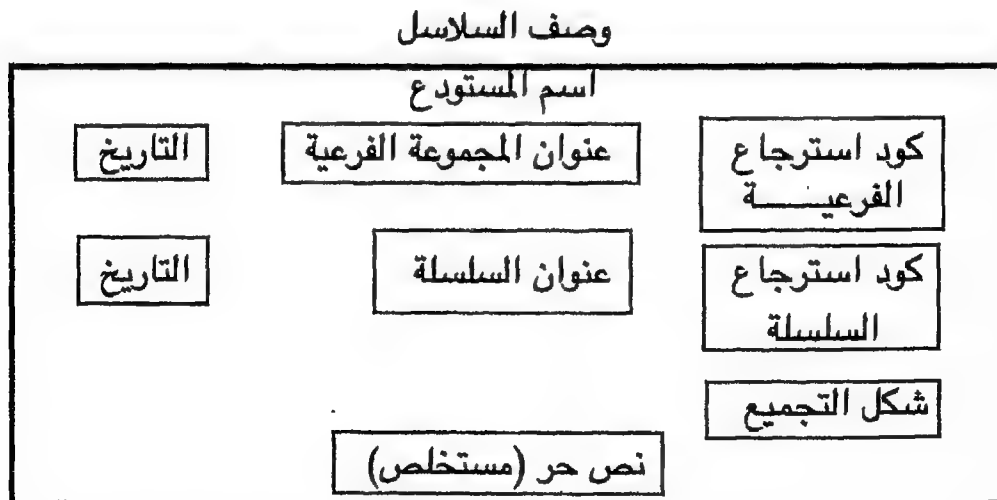 وصف السلاسل
اسم المستودع
كود استرجاع الفرعيـــــة
عنوان المجموعة الفرعية
التاريخ
كود استرجاع السلسلة
عنوان السلسلة
التاريخ
شكل التجميع
نص حر (مستخلص)